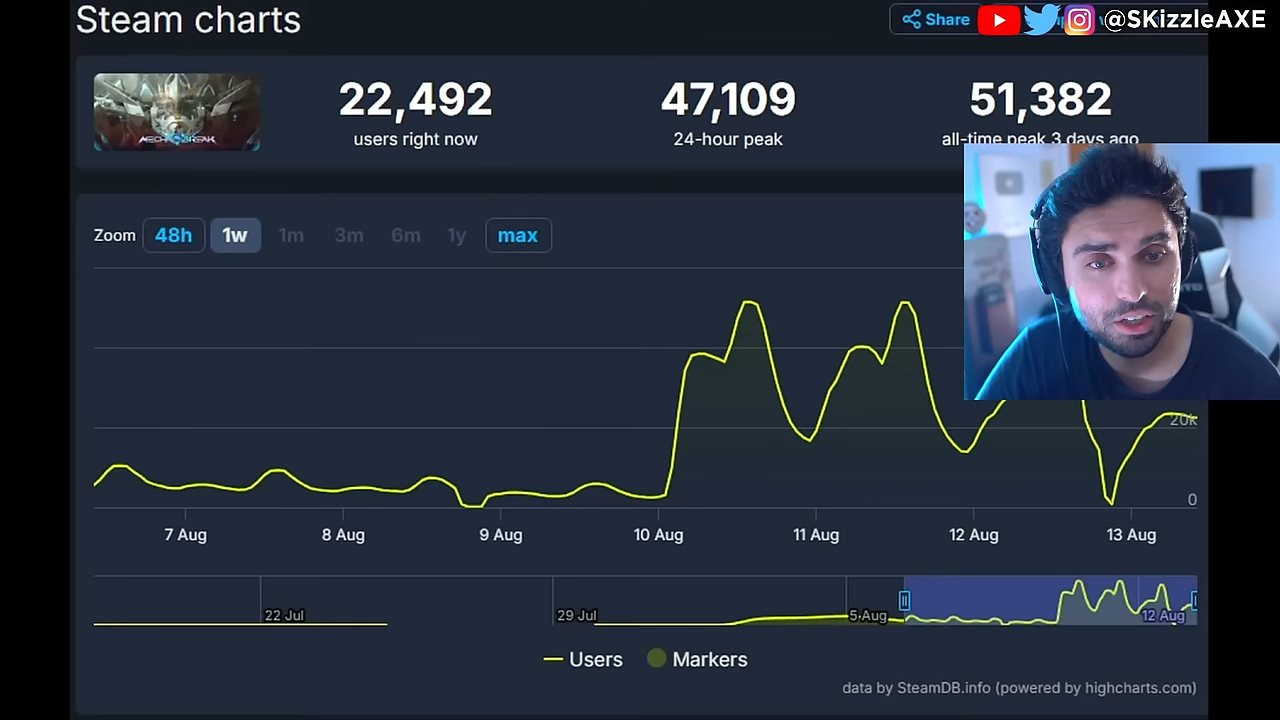 Steam charts
Share
@SKizzleAXE
MECHA BREAK
22,492
users right now
47,109
24-hour peak
51,382
all-time peak 3 days ago
Zoom 48h 1w 1m 3m 6m 1y max
20k
0
7 Aug 8 Aug 9 Aug 10 Aug 11 Aug 12 Aug 13 Aug
22 Jul 29 Jul 5 Aug 12 Aug
Users Markers
data by SteamDB.info (powered by highcharts.com)